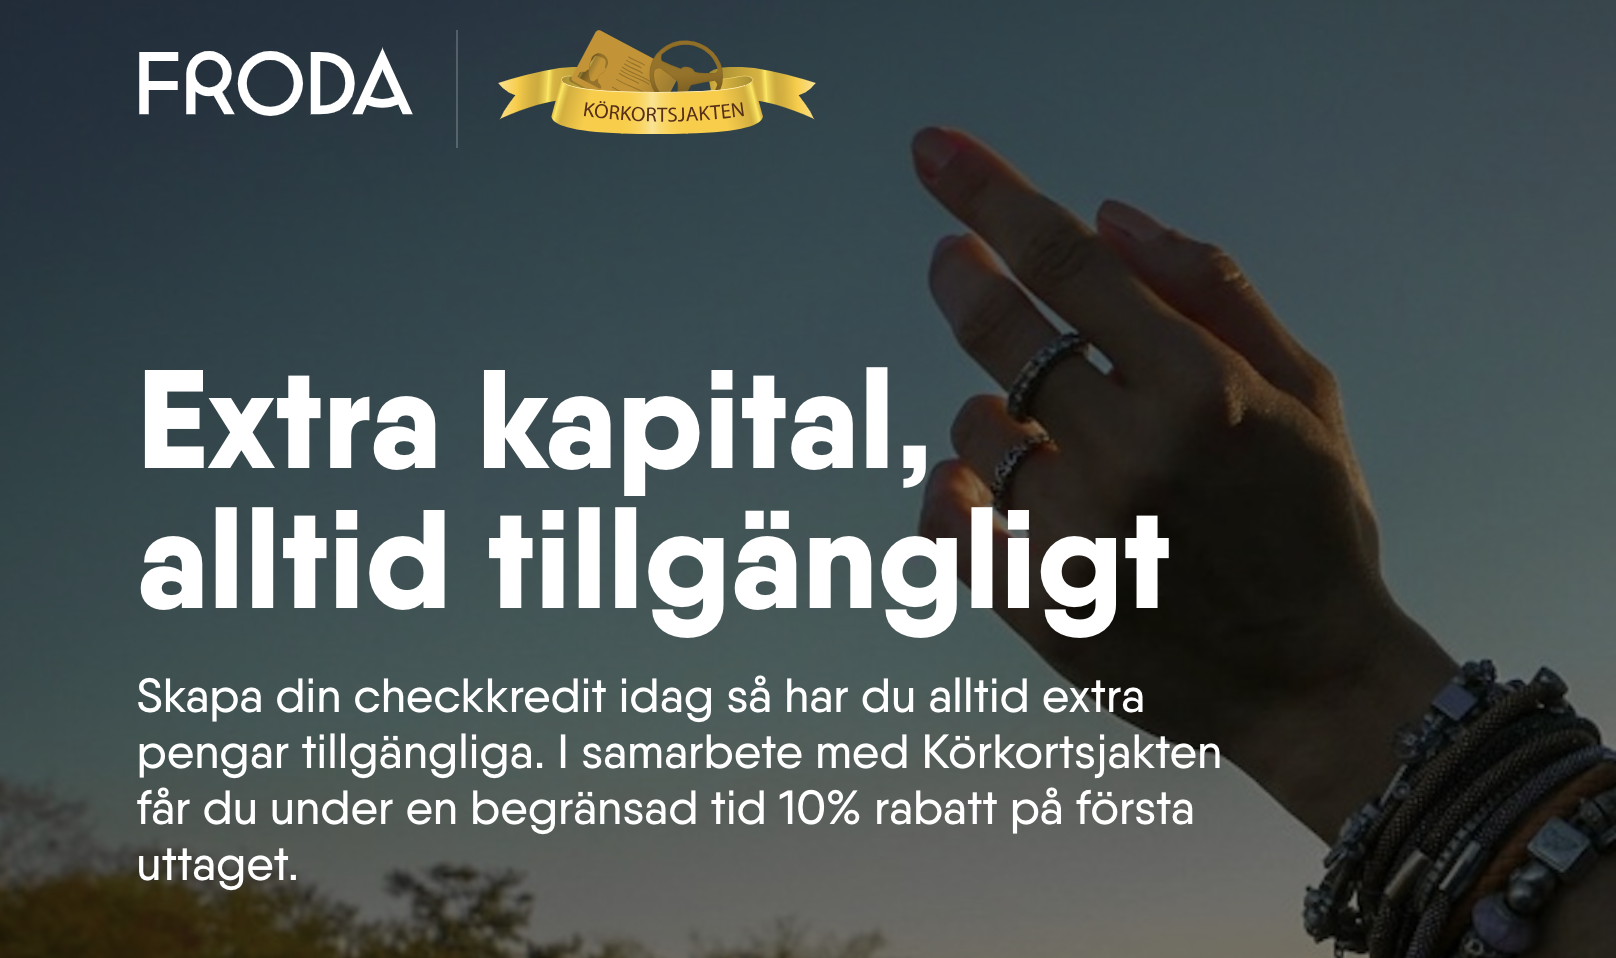 FRODA
KÖRKORTSJAKTEN
Extra kapital,
alltid tillgängligt
Skapa din checkkredit idag så har du alltid extra
pengar tillgängliga. I samarbete med Körkortsjakten
får du under en begränsad tid 10% rabatt på första
uttaget.